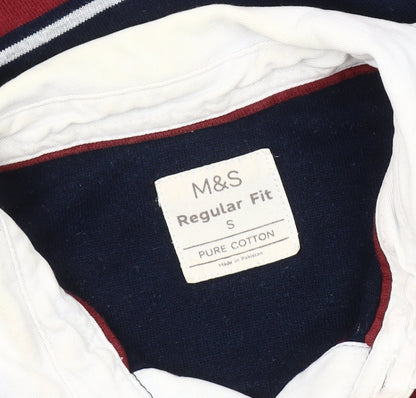 M&S
Regular Fit
S
PURE COTTON
Made in Pakistan